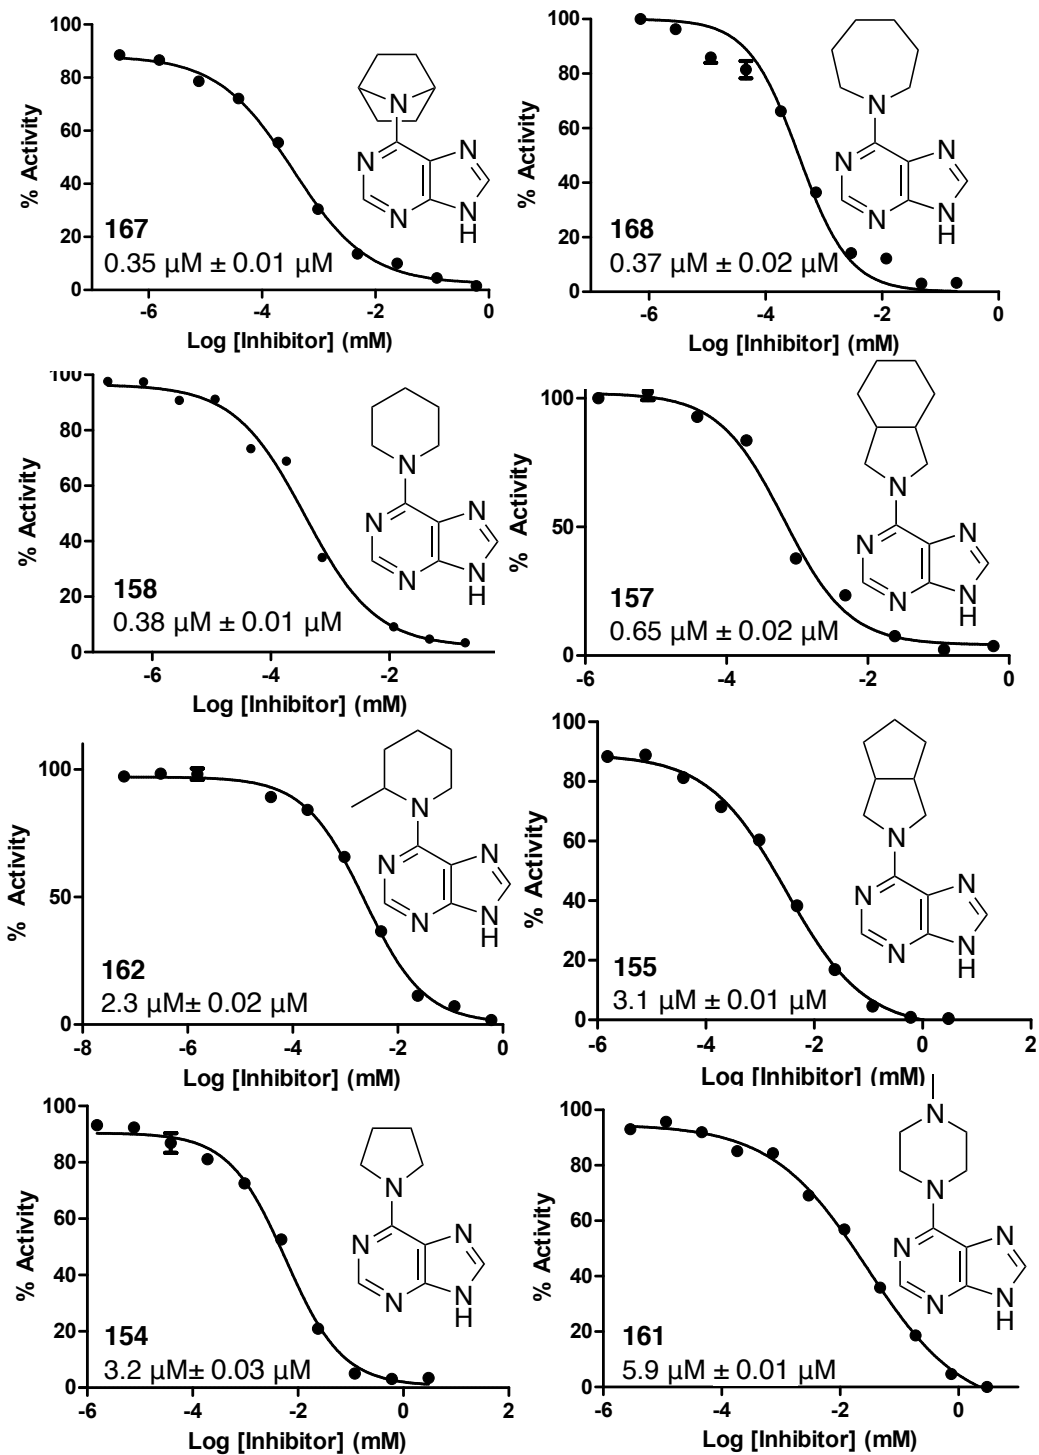 100
80
60
40
20
0
% Activity
167
0.35 µM ± 0.01 µM
-6
-4
-2
0
Log [Inhibitor] (mM)
N
N
N
N
N
H
100
80
60
40
20
0
% Activity
168
0.37 µM ± 0.02 µM
-6
-4
-2
0
Log [Inhibitor] (mM)
N
N
N
N
N
H
100
80
60
40
20
0
% Activity
158
0.38 µM ± 0.01 µM
-6
-4
-2
Log [Inhibitor] (mM)
N
N
N
N
N
H
100
50
0
% Activity
157
0.65 µM ± 0.02 µM
-6
-4
-2
0
Log [Inhibitor] (mM)
N
N
N
N
N
H
100
50
0
% Activity
162
2.3 µM± 0.02 µM
-8
-6
-4
-2
0
Log [Inhibitor] (mM)
N
N
N
N
N
H
100
80
60
40
20
0
% Activity
155
3.1 µM ± 0.01 µM
-6
-4
-2
0
2
Log [Inhibitor] (mM)
N
N
N
N
N
H
100
80
60
40
20
0
% Activity
154
3.2 µM± 0.03 µM
-6
-4
-2
0
2
Log [Inhibitor] (mM)
N
N
N
N
N
H
100
80
60
40
20
0
% Activity
161
5.9 µM ± 0.01 µM
-6
-4
-2
0
Log [Inhibitor] (mM)
N
N
N
N
N
N
H